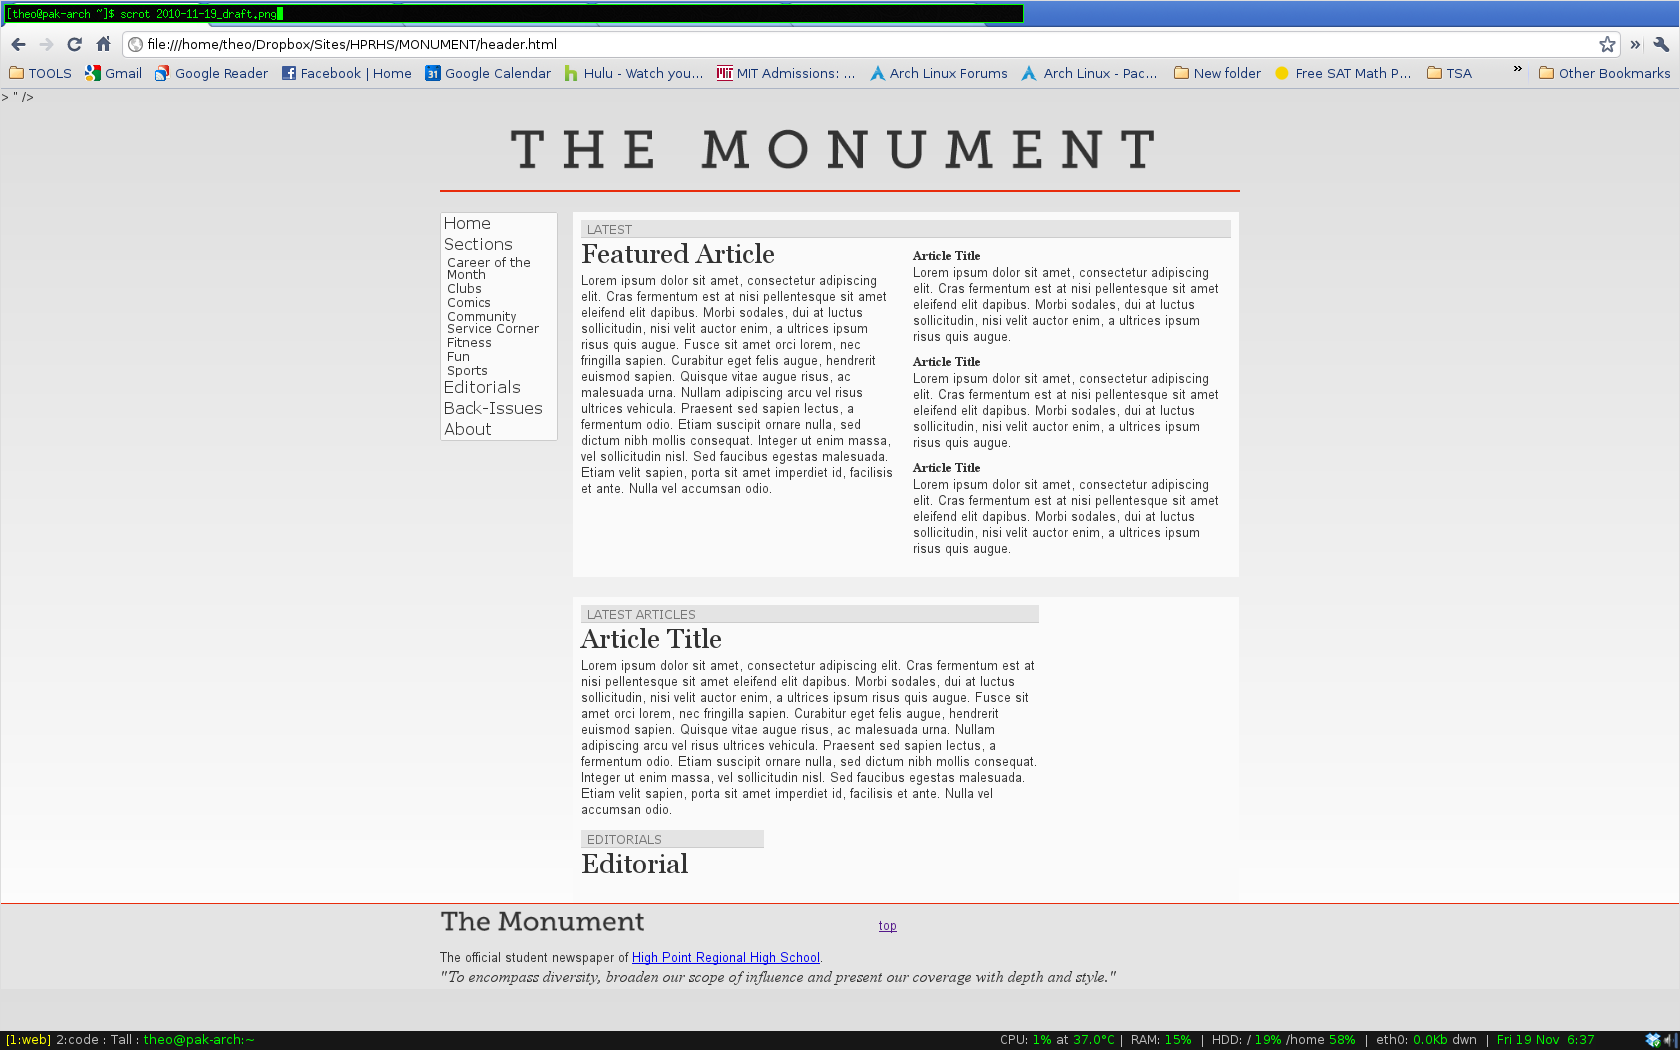 [theo@pak-arch ~]$ scrot 2010-11-19_draft.png
file:///home/theo/Dropbox/Sites/HPRHS/MONUMENT/header.html
TOOLS Gmail Google Reader Facebook | Home 31 Google Calendar Hulu - Watch you... MIT Admissions: ... Arch Linux Forums Arch Linux - Pac... New folder Free SAT Math P... TSA » Other Bookmarks
> " />
THE MONUMENT
Home
Sections
Career of the
Month
Clubs
Comics
Community
Service Corner
Fitness
Fun
Sports
Editorials
Back-Issues
About
LATEST
Featured Article
Lorem ipsum dolor sit amet, consectetur adipiscing
elit. Cras fermentum est at nisi pellentesque sit amet
eleifend elit dapibus. Morbi sodales, dui at luctus
sollicitudin, nisi velit auctor enim, a ultrices ipsum
risus quis augue. Fusce sit amet orci lorem, nec
fringilla sapien. Curabitur eget felis augue, hendrerit
euismod sapien. Quisque vitae augue risus, ac
malesuada urna. Nullam adipiscing arcu vel risus
ultrices vehicula. Praesent sed sapien lectus, a
fermentum odio. Etiam suscipit ornare nulla, sed
dictum nibh mollis consequat. Integer ut enim massa,
vel sollicitudin nisl. Sed faucibus egestas malesuada.
Etiam velit sapien, porta sit amet imperdiet id, facilisis
et ante. Nulla vel accumsan odio.
Article Title
Lorem ipsum dolor sit amet, consectetur adipiscing
elit. Cras fermentum est at nisi pellentesque sit amet
eleifend elit dapibus. Morbi sodales, dui at luctus
sollicitudin, nisi velit auctor enim, a ultrices ipsum
risus quis augue.
Article Title
Lorem ipsum dolor sit amet, consectetur adipiscing
elit. Cras fermentum est at nisi pellentesque sit amet
eleifend elit dapibus. Morbi sodales, dui at luctus
sollicitudin, nisi velit auctor enim, a ultrices ipsum
risus quis augue.
Article Title
Lorem ipsum dolor sit amet, consectetur adipiscing
elit. Cras fermentum est at nisi pellentesque sit amet
eleifend elit dapibus. Morbi sodales, dui at luctus
sollicitudin, nisi velit auctor enim, a ultrices ipsum
risus quis augue.
LATEST ARTICLES
Article Title
Lorem ipsum dolor sit amet, consectetur adipiscing elit. Cras fermentum est at
nisi pellentesque sit amet eleifend elit dapibus. Morbi sodales, dui at luctus
sollicitudin, nisi velit auctor enim, a ultrices ipsum risus quis augue. Fusce sit
amet orci lorem, nec fringilla sapien. Curabitur eget felis augue, hendrerit
euismod sapien. Quisque vitae augue risus, ac malesuada urna. Nullam
adipiscing arcu vel risus ultrices vehicula. Praesent sed sapien lectus, a
fermentum odio. Etiam suscipit ornare nulla, sed dictum nibh mollis consequat.
Integer ut enim massa, vel sollicitudin nisl. Sed faucibus egestas malesuada.
Etiam velit sapien, porta sit amet imperdiet id, facilisis et ante. Nulla vel
accumsan odio.
EDITORIALS
Editorial
The Monument
top
The official student newspaper of High Point Regional High School.
"To encompass diversity, broaden our scope of influence and present our coverage with depth and style."
[1:web] 2:code : Tall : theo@pak-arch:~ CPU: 1% at 37.0°C | RAM: 15% | HDD: / 19% /home 58% | eth0: 0.0Kb dwn | Fri 19 Nov 6:37